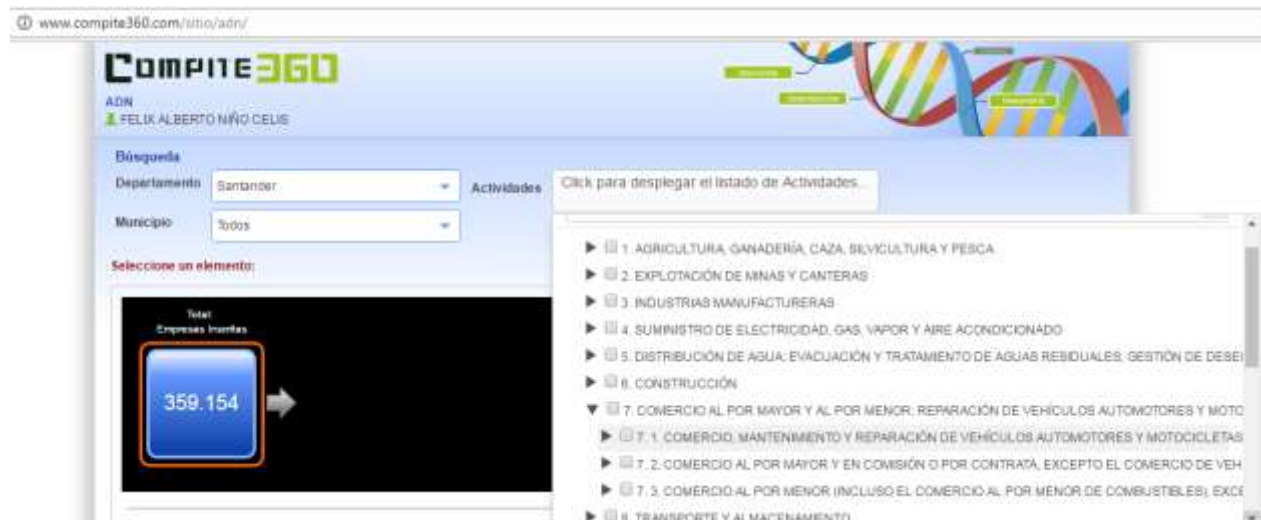 www.compite360.com/sitio/adn/
COMPITE360
ADN
FELIX ALBERTO NIÑO CELIS
Búsqueda
Departamento Santander Actividades Click para desplegar el listado de Actividades...
Municipio Todos
Seleccione un elemento:
Total
Empresas Inscritas
359.154
1. AGRICULTURA, GANADERÍA, CAZA, SILVICULTURA Y PESCA
2. EXPLOTACIÓN DE MINAS Y CANTERAS
3. INDUSTRIAS MANUFACTURERAS
4. SUMINISTRO DE ELECTRICIDAD, GAS, VAPOR Y AIRE ACONDICIONADO
5. DISTRIBUCIÓN DE AGUA; EVACUACIÓN Y TRATAMIENTO DE AGUAS RESIDUALES, GESTIÓN DE DESE
6. CONSTRUCCIÓN
7. COMERCIO AL POR MAYOR Y AL POR MENOR; REPARACIÓN DE VEHÍCULOS AUTOMOTORES Y MOTO
7. 1. COMERCIO, MANTENIMIENTO Y REPARACIÓN DE VEHÍCULOS AUTOMOTORES Y MOTOCICLETAS
7. 2. COMERCIO AL POR MAYOR Y EN COMISIÓN O POR CONTRATA, EXCEPTO EL COMERCIO DE VEH
7. 3. COMERCIO AL POR MENOR (INCLUSO EL COMERCIO AL POR MENOR DE COMBUSTIBLES), EXCE
8. TRANSPORTE Y ALMACENAMIENTO